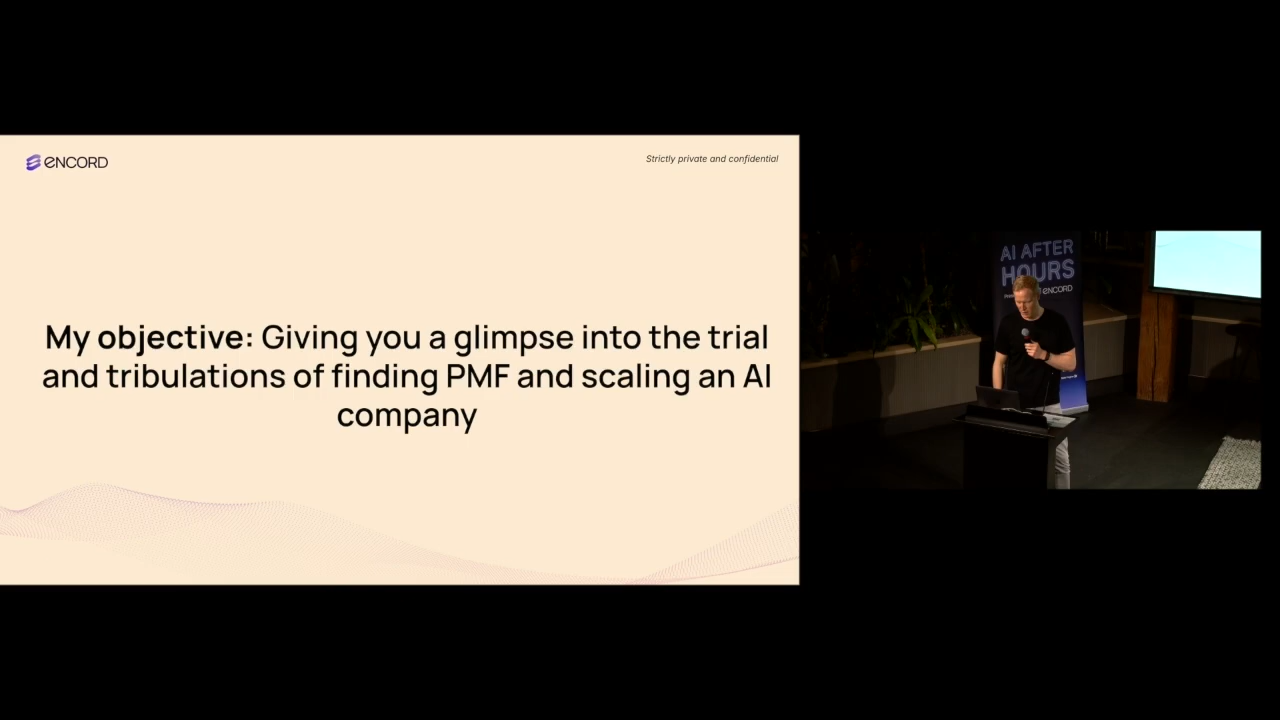 ENCORD
Strictly private and confidential
My objective: Giving you a glimpse into the trial
and tribulations of finding PMF and scaling an AI
company
AI AFTER
HOURS
ENCORD